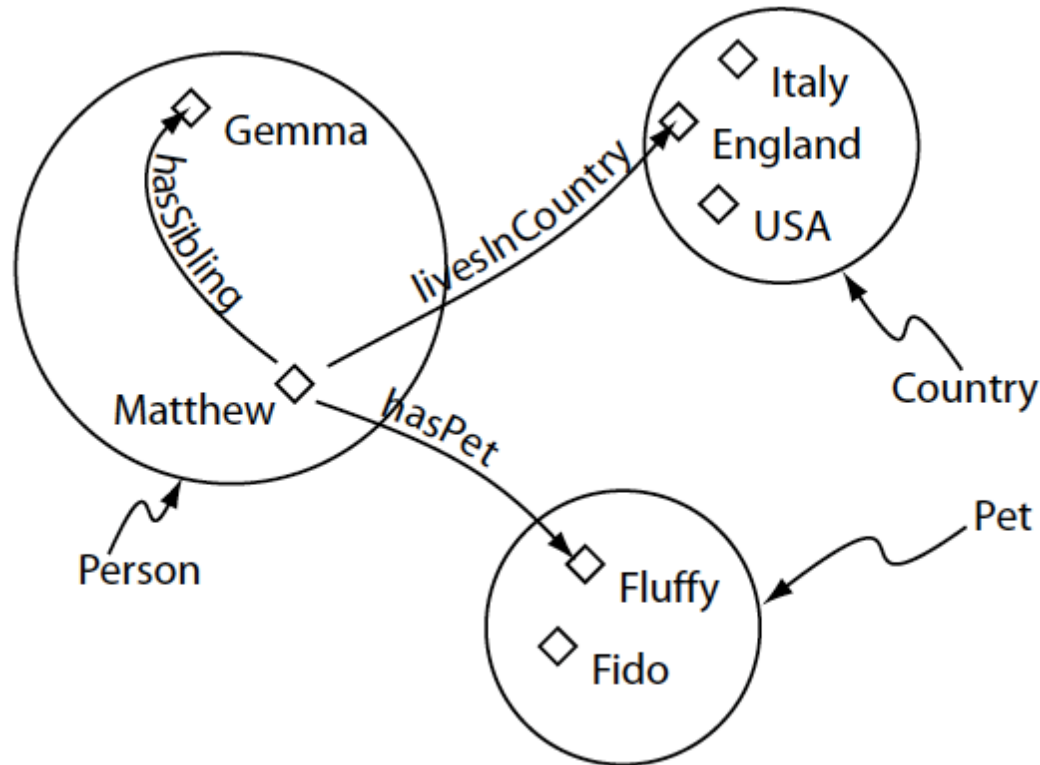 Gemma
hasSibling
Matthew
Person
livesInCountry
Italy
England
USA
Country
hasPet
Fluffy
Fido
Pet